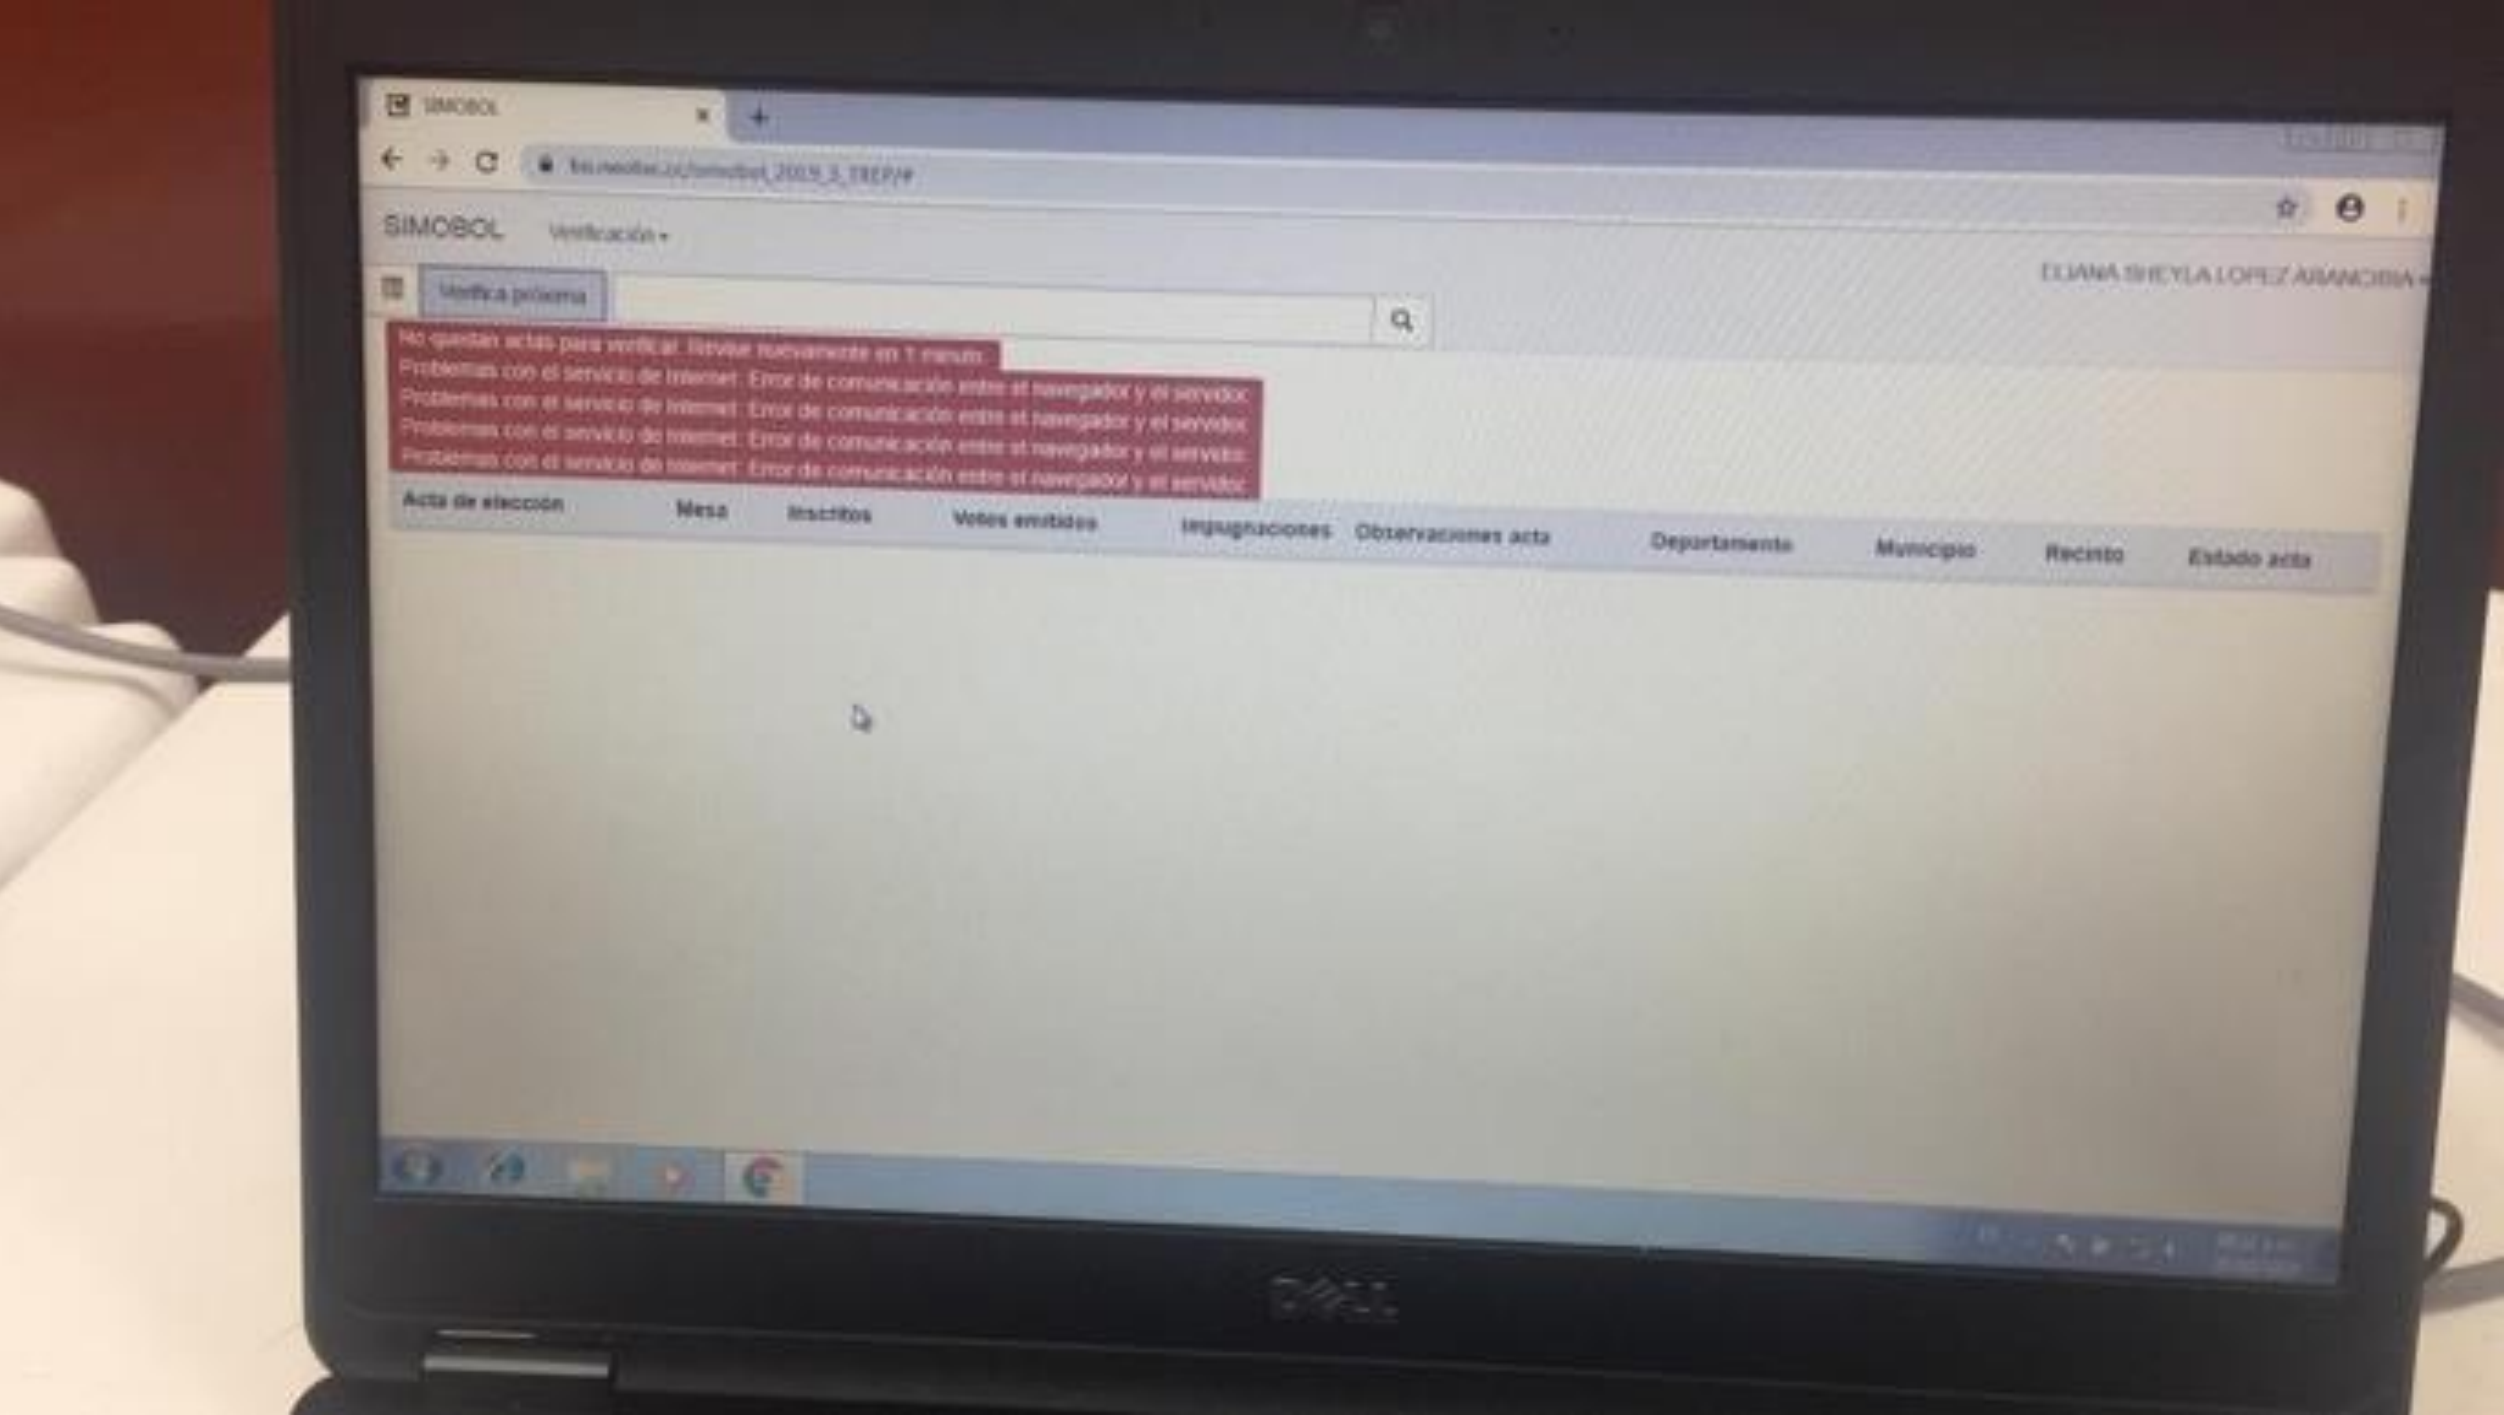 SIMOBOL
SIMOBOL Verificación
Verifica próxima
No quedan actas para verificar. Revise nuevamente en 1 minuto
Problemas con el servicio de Internet: Error de comunicación entre el navegador y el servidor.
Problemas con el servicio de Internet: Error de comunicación entre el navegador y el servidor.
Problemas con el servicio de Internet: Error de comunicación entre el navegador y el servidor.
Problemas con el servicio de Internet: Error de comunicación entre el navegador y el servidor.
Acta de elección Mesa Inscritos Votos emitidos Impugnaciones Observaciones acta Departamento Municipio Recinto Estado acta
DELL